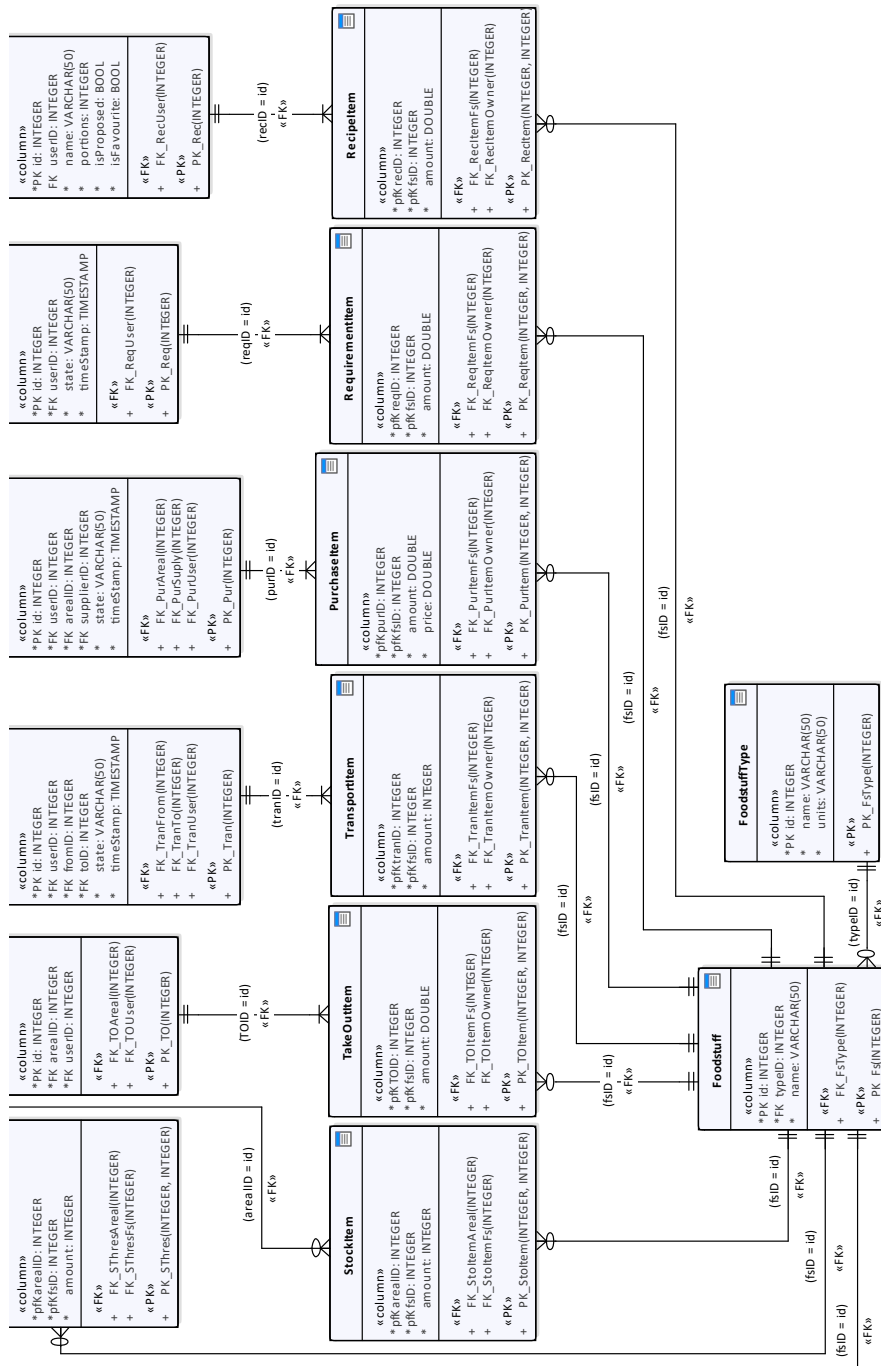 «column»
*PK id: INTEGER
FK userID: INTEGER
* name: VARCHAR(50)
* portions: INTEGER
* isProposed: BOOL
* isFavourite: BOOL
«FK»
+ FK_RecUser(INTEGER)
«PK»
+ PK_Rec(INTEGER)
(recID = id)
«FK»
RecipeItem
«column»
*pfK recID: INTEGER
*pfK fsID: INTEGER
* amount: DOUBLE
«FK»
+ FK_RecItemFs(INTEGER)
+ FK_RecItemOwner(INTEGER)
«PK»
+ PK_RecItem(INTEGER, INTEGER)
«column»
*PK id: INTEGER
*FK userID: INTEGER
* state: VARCHAR(50)
* timeStamp: TIMESTAMP
«FK»
+ FK_ReqUser(INTEGER)
«PK»
+ PK_Req(INTEGER)
(reqID = id)
«FK»
RequirementItem
«column»
*pfK reqID: INTEGER
*pfK fsID: INTEGER
* amount: DOUBLE
«FK»
+ FK_ReqItemFs(INTEGER)
+ FK_ReqItemOwner(INTEGER)
«PK»
+ PK_ReqItem(INTEGER, INTEGER)
«column»
*PK id: INTEGER
*FK userID: INTEGER
*FK arealID: INTEGER
*FK supplierID: INTEGER
* state: VARCHAR(50)
* timeStamp: TIMESTAMP
«FK»
+ FK_PurAreal(INTEGER)
+ FK_PurSuply(INTEGER)
+ FK_PurUser(INTEGER)
«PK»
+ PK_Pur(INTEGER)
(purID = id)
«FK»
PurchaseItem
«column»
*pfK purID: INTEGER
*pfK fsID: INTEGER
* amount: DOUBLE
* price: DOUBLE
«FK»
+ FK_PurItemFs(INTEGER)
+ FK_PurItemOwner(INTEGER)
«PK»
+ PK_PurItem(INTEGER, INTEGER)
«column»
*PK id: INTEGER
*FK userID: INTEGER
*FK fromID: INTEGER
*FK toID: INTEGER
* state: VARCHAR(50)
* timeStamp: TIMESTAMP
«FK»
+ FK_TranFrom(INTEGER)
+ FK_TranTo(INTEGER)
+ FK_TranUser(INTEGER)
«PK»
+ PK_Tran(INTEGER)
(tranID = id)
«FK»
TransportItem
«column»
*pfK tranID: INTEGER
*pfK fsID: INTEGER
* amount: INTEGER
«FK»
+ FK_TranItemFs(INTEGER)
+ FK_TranItemOwner(INTEGER)
«PK»
+ PK_TranItem(INTEGER, INTEGER)
«column»
*PK id: INTEGER
*FK arealID: INTEGER
*FK userID: INTEGER
«FK»
+ FK_TOAreal(INTEGER)
+ FK_TOUser(INTEGER)
«PK»
+ PK_TO(INTEGER)
(TOID = id)
«FK»
TakeOutItem
«column»
*pfK TOID: INTEGER
*pfK fsID: INTEGER
* amount: DOUBLE
«FK»
+ FK_TOItemFs(INTEGER)
+ FK_TOItemOwner(INTEGER)
«PK»
+ PK_TOItem(INTEGER, INTEGER)
«column»
*pfK arealID: INTEGER
*pfK fsID: INTEGER
* amount: INTEGER
«FK»
+ FK_SThresAreal(INTEGER)
+ FK_SThresFs(INTEGER)
«PK»
+ PK_SThres(INTEGER, INTEGER)
(arealID = id)
«FK»
StockItem
«column»
*pfK arealID: INTEGER
*pfK fsID: INTEGER
* amount: INTEGER
«FK»
+ FK_StoItemAreal(INTEGER)
+ FK_StoItemFs(INTEGER)
«PK»
+ PK_StoItem(INTEGER, INTEGER)
(fsID = id)
«FK»
(fsID = id)
«FK»
(fsID = id)
«FK»
(fsID = id)
«FK»
(fsID = id)
«FK»
(fsID = id)
«FK»
(fsID = id)
«FK»
(fsID = id)
«FK»
FoodstuffType
«column»
*PK id: INTEGER
* name: VARCHAR(50)
* units: VARCHAR(50)
«PK»
+ PK_FsType(INTEGER)
(typeID = id)
«FK»
Foodstuff
«column»
*PK id: INTEGER
*FK typeID: INTEGER
* name: VARCHAR(50)
«FK»
+ FK_FsType(INTEGER)
«PK»
+ PK_Fs(INTEGER)